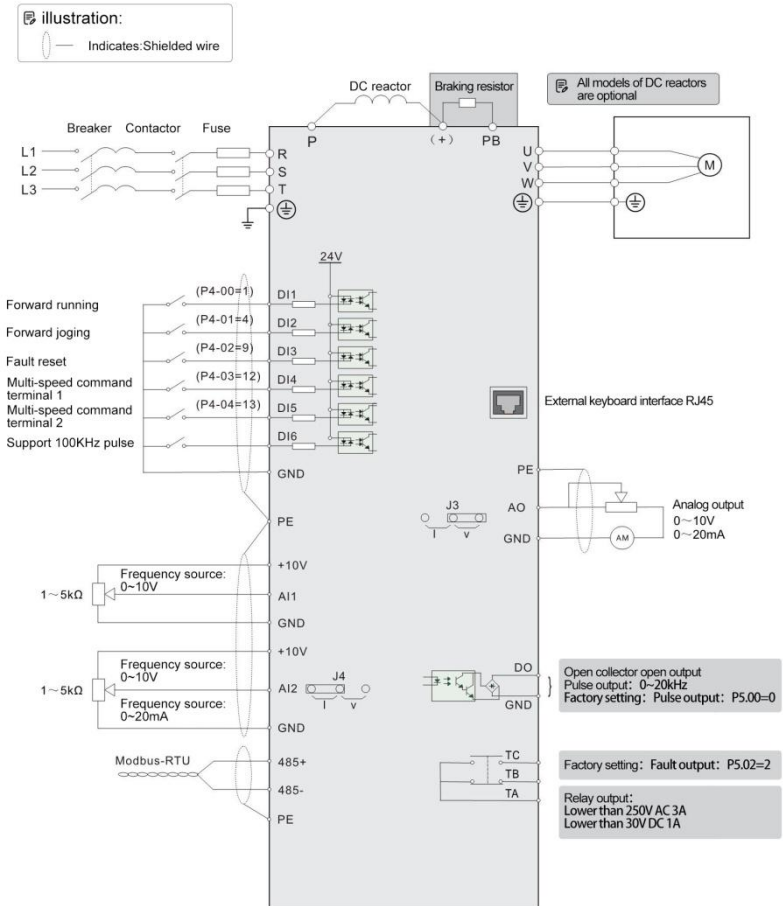 illustration:
Indicates:Shielded wire
DC reactor
Braking resistor
All models of DC reactors
are optional
Breaker Contactor Fuse
P
(+)
PB
L1
L2
L3
R
S
T
U
V
W
M
24V
Forward running
(P4-00=1)
DI1
Forward joging
(P4-01=4)
DI2
Fault reset
(P4-02=9)
DI3
Multi-speed command
terminal 1
(P4-03=12)
DI4
Multi-speed command
terminal 2
(P4-04=13)
DI5
Support 100KHz pulse
DI6
GND
PE
External keyboard interface RJ45
PE
J3
I
v
AO
GND
AM
Analog output
0~10V
0~20mA
+10V
Frequency source:
0~10V
1~5kΩ
AI1
GND
+10V
Frequency source:
0~10V
1~5kΩ
AI2
J4
I
v
Frequency source:
0~20mA
GND
DO
GND
Open collector open output
Pulse output: 0~20kHz
Factory setting: Pulse output: P5.00=0
Modbus-RTU
485+
485-
PE
TC
TB
TA
Factory setting: Fault output: P5.02=2
Relay output:
Lower than 250V AC 3A
Lower than 30V DC 1A